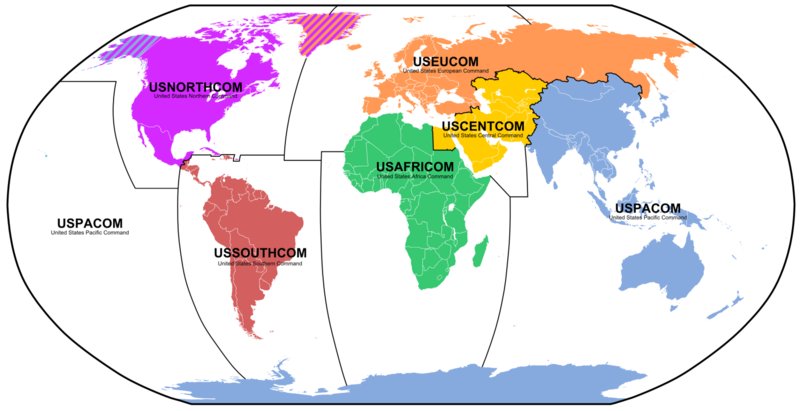 USEUCOM
United States European Command
USNORTHCOM
United States Northern Command
USCENTCOM
United States Central Command
USAFRICOM
United States Africa Command
USPACOM
United States Pacific Command
USPACOM
United States Pacific Command
USSOUTHCOM
United States Southern Command